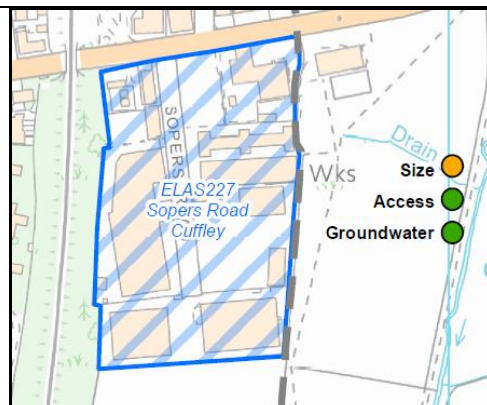 SOPERS
ELAS227
Sopers Road
Cuffley
Wks
Drain
Size
Access
Groundwater